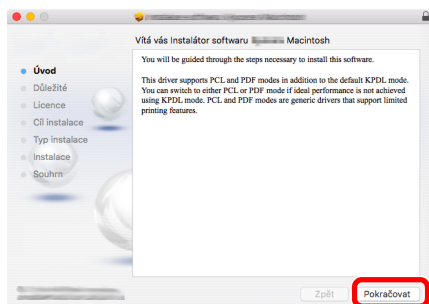 Vítá vás Instalátor softwaru Macintosh
Úvod
Důležité
Licence
Cíl instalace
Typ instalace
Instalace
Souhrn
You will be guided through the steps necessary to install this software.
This driver supports PCL and PDF modes in addition to the default KPDL mode.
You can switch to either PCL or PDF mode if ideal performance is not achieved
using KPDL mode. PCL and PDF modes are generic drivers that support limited
printing features.
Zpět
Pokračovat